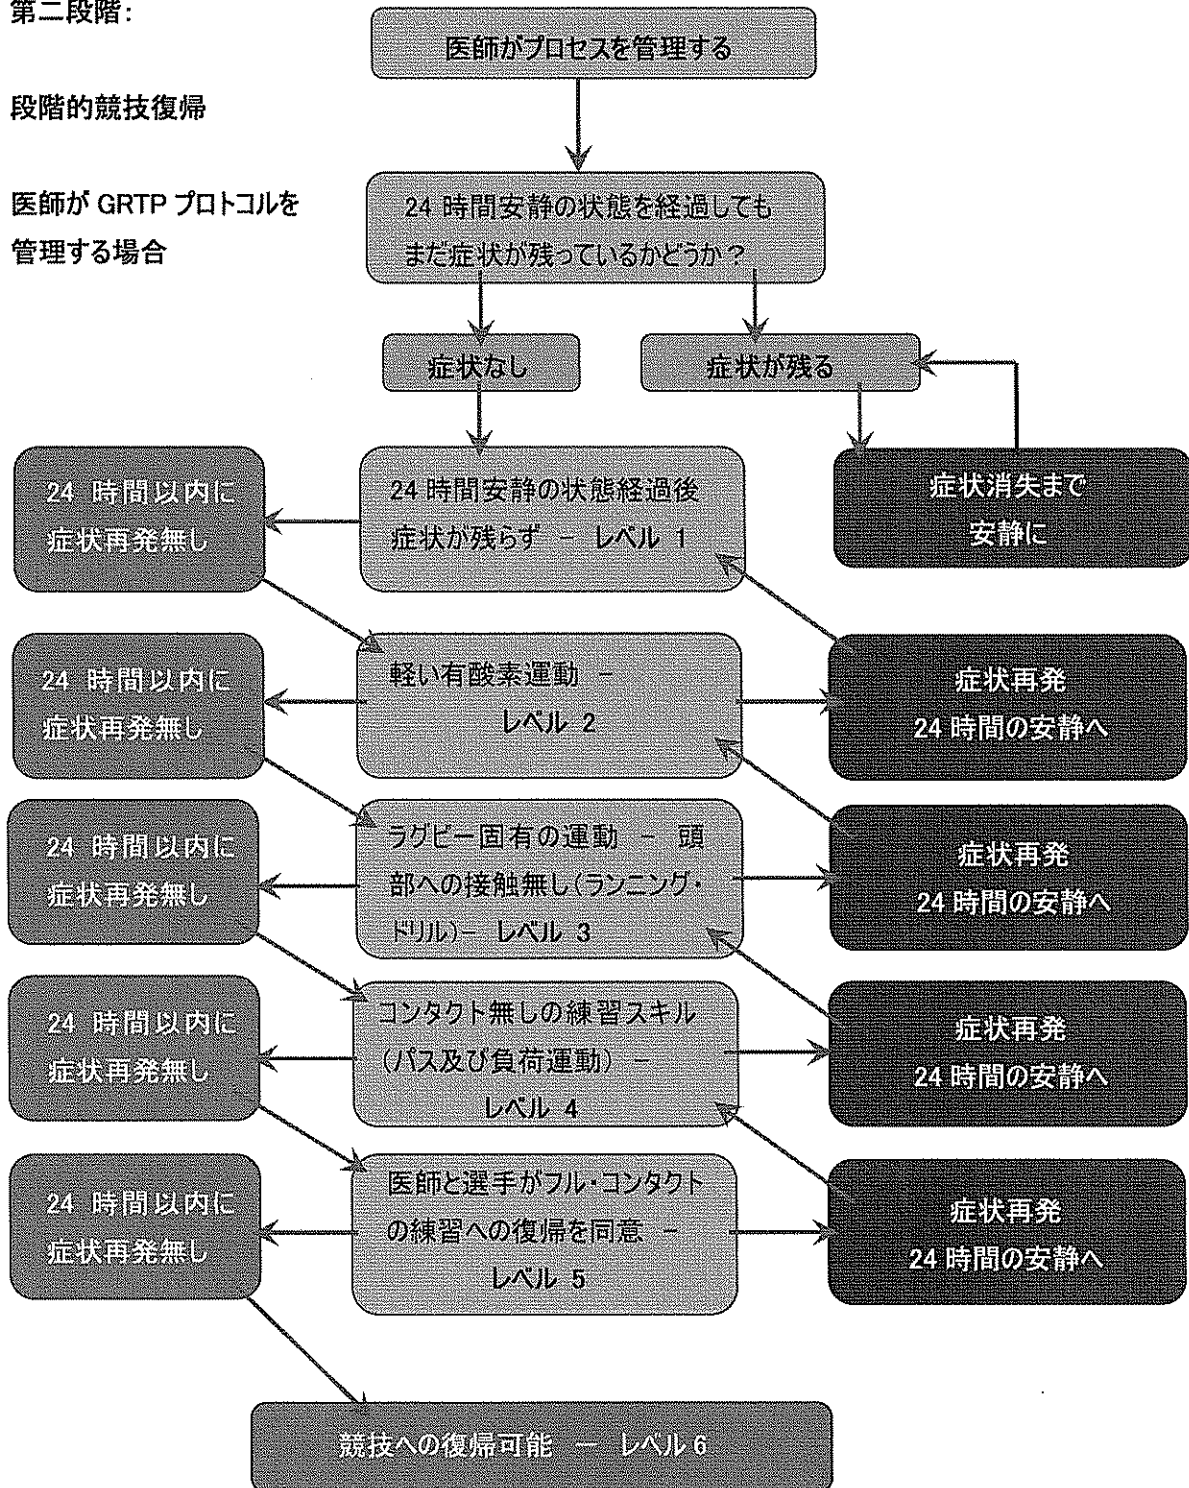 第二段階:
医師がプロセスを管理する
段階的競技復帰
医師が GRTP プロトコルを
管理する場合
24 時間安静の状態を経過しても
まだ症状が残っているかどうか？
症状なし
症状が残る
24 時間以内に
症状再発無し
24 時間安静の状態経過後
症状が残らず － レベル 1
症状消失まで
安静に
24 時間以内に
症状再発無し
軽い有酸素運動 －
レベル 2
症状再発
24 時間の安静へ
24 時間以内に
症状再発無し
ラグビー固有の運動 － 頭
部への接触無し（ランニング・
ドリル）－ レベル 3
症状再発
24 時間の安静へ
24 時間以内に
症状再発無し
コンタクト無しの練習スキル
（パス及び負荷運動） －
レベル 4
症状再発
24 時間の安静へ
24 時間以内に
症状再発無し
医師と選手がフル・コンタクト
の練習への復帰を同意 －
レベル 5
症状再発
24 時間の安静へ
競技への復帰可能 － レベル 6